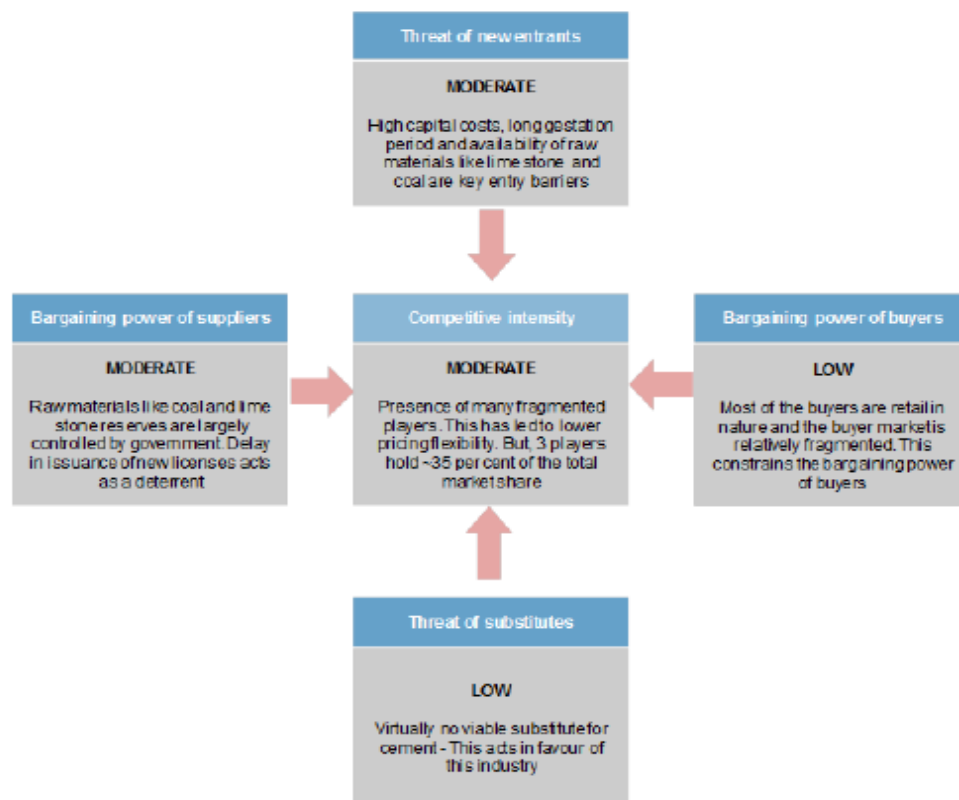 Threat of new entrants
MODERATE
High capital costs, long gestation
period and availability of raw
materials like lime stone and
coal are key entry barriers
Bargaining power of suppliers
MODERATE
Raw materials like coal and lime
stone reserves are largely
controlled by government. Delay
in issuance of new licenses acts
as a deterrent
Competitive intensity
MODERATE
Presence of many fragmented
players. This has led to lower
pricing flexibility. But, 3 players
hold ~35 per cent of the total
market share
Bargaining power of buyers
LOW
Most of the buyers are retail in
nature and the buyer market is
relatively fragmented. This
constrains the bargaining power
of buyers
Threat of substitutes
LOW
Virtually no viable substitute for
cement - This acts in favour of
this industry